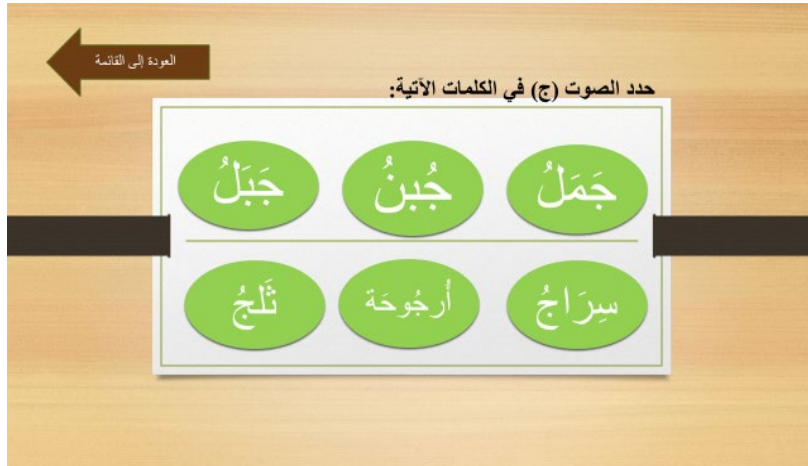 العودة إلى القائمة
حدد الصوت (ج) في الكلمات الآتية:
جَمَلُ جُبنُ جَبَلُ
سِرَاجُ أُرجُوحَة ثَلجُ